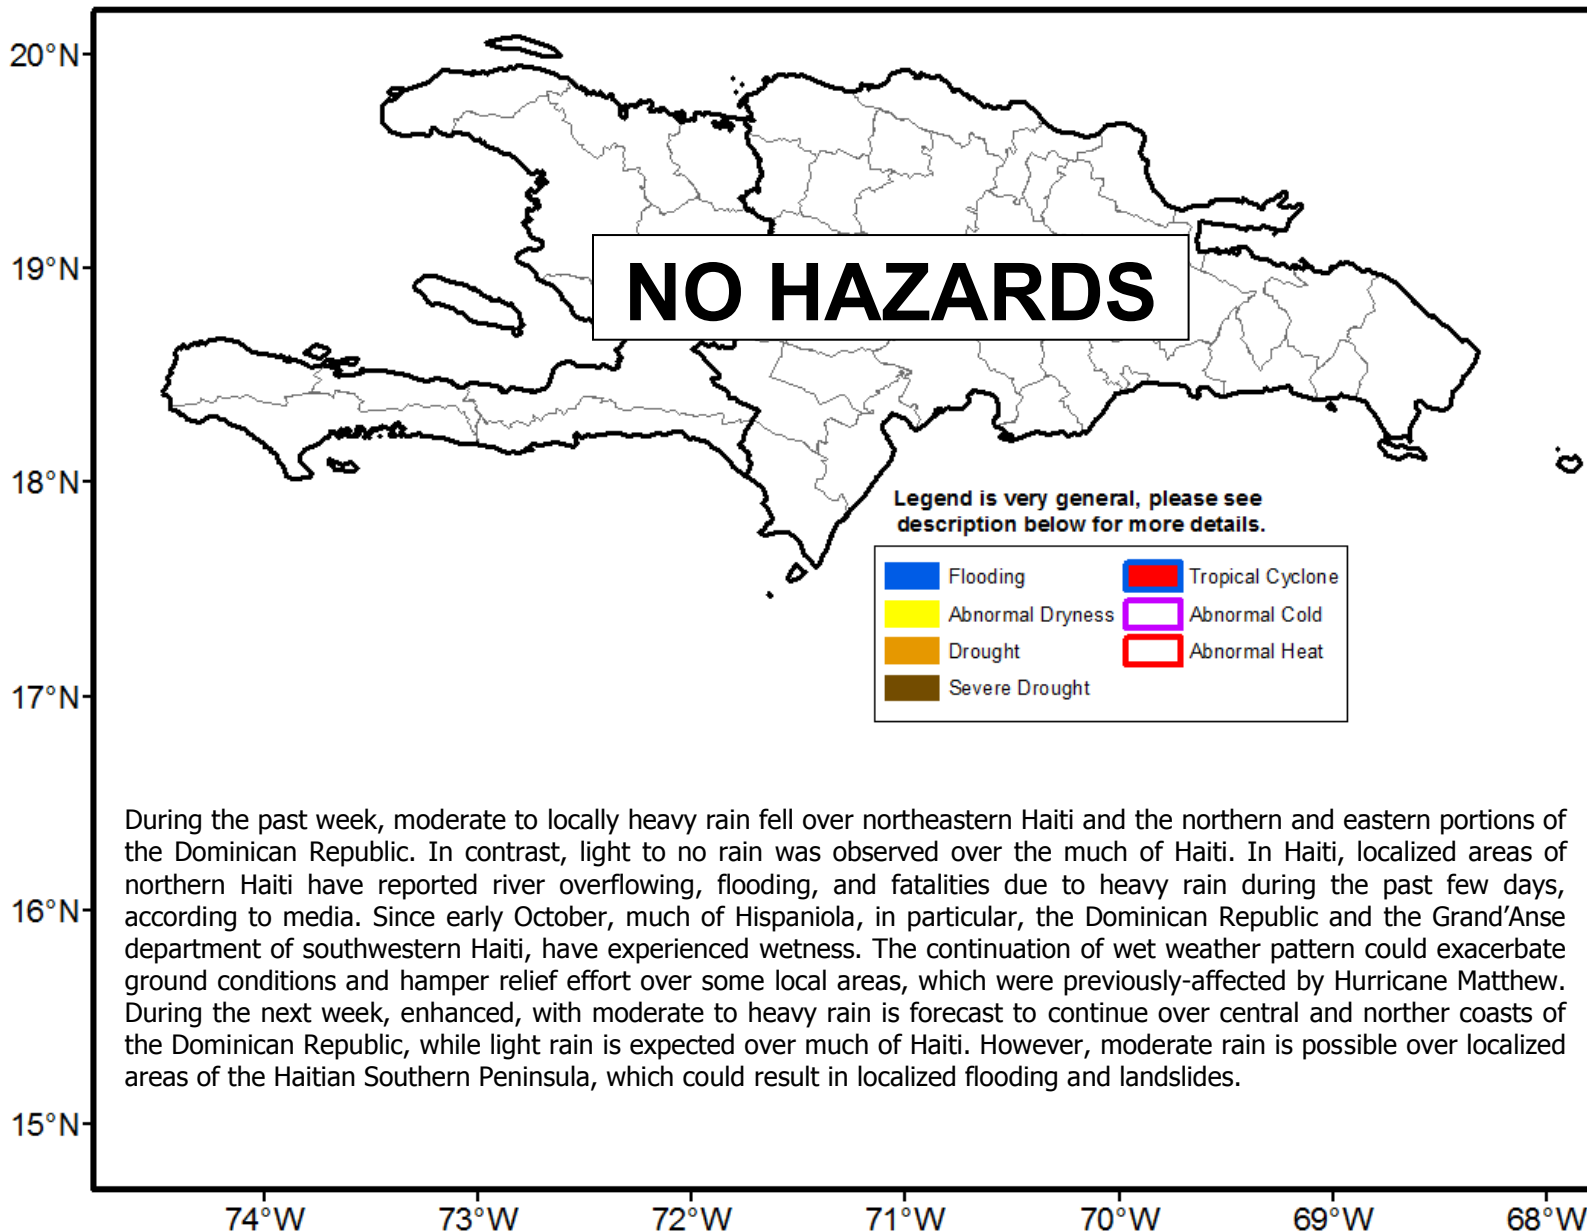 20°N
19°N
18°N
17°N
16°N
15°N
NO HAZARDS
Legend is very general, please see
description below for more details.
Flooding
Tropical Cyclone
Abnormal Dryness
Abnormal Cold
Drought
Abnormal Heat
Severe Drought
During the past week, moderate to locally heavy rain fell over northeastern Haiti and the northern and eastern portions of
the Dominican Republic. In contrast, light to no rain was observed over the much of Haiti. In Haiti, localized areas of
northern Haiti have reported river overflowing, flooding, and fatalities due to heavy rain during the past few days,
according to media. Since early October, much of Hispaniola, in particular, the Dominican Republic and the Grand’Anse
department of southwestern Haiti, have experienced wetness. The continuation of wet weather pattern could exacerbate
ground conditions and hamper relief effort over some local areas, which were previously-affected by Hurricane Matthew.
During the next week, enhanced, with moderate to heavy rain is forecast to continue over central and norther coasts of
the Dominican Republic, while light rain is expected over much of Haiti. However, moderate rain is possible over localized
areas of the Haitian Southern Peninsula, which could result in localized flooding and landslides.
74°W
73°W
72°W
71°W
70°W
69°W
68°W